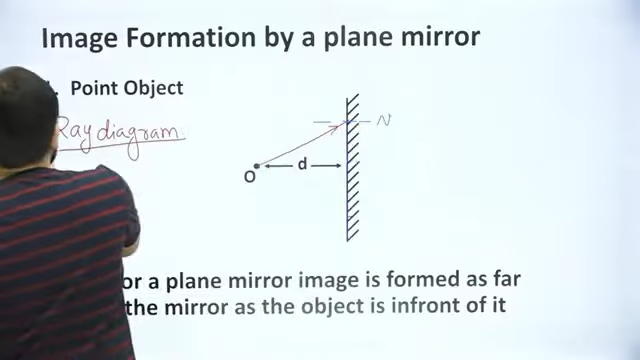 Image Formation by a plane mirror
. Point Object
Ray diagram
N
d
O
or a plane mirror image is formed as far
the mirror as the object is infront of it